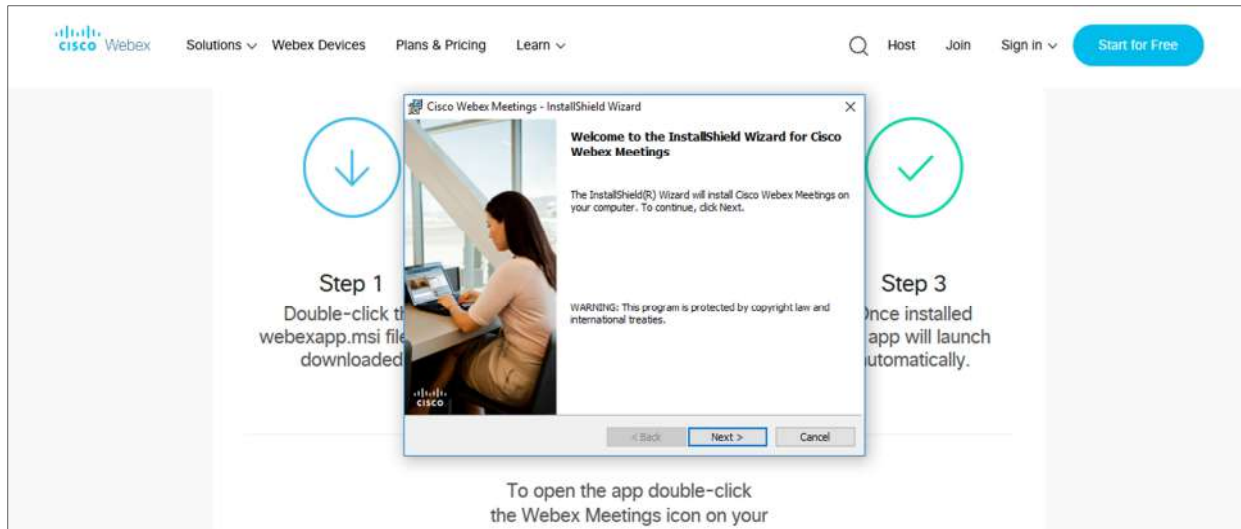 CISCO Webex
Solutions Webex Devices Plans & Pricing Learn Host Join Sign in Start for Free
Cisco Webex Meetings - InstallShield Wizard
Welcome to the InstallShield Wizard for Cisco
Webex Meetings
The InstallShield(R) Wizard will install Cisco Webex Meetings on
your computer. To continue, click Next.
WARNING: This program is protected by copyright law and
international treaties.
CISCO
< Back Next > Cancel
Step 1
Double-click
webexapp.msi
downloaded
Step 3
installed
app will launch
To open the app double-click
the Webex Meetings icon on your